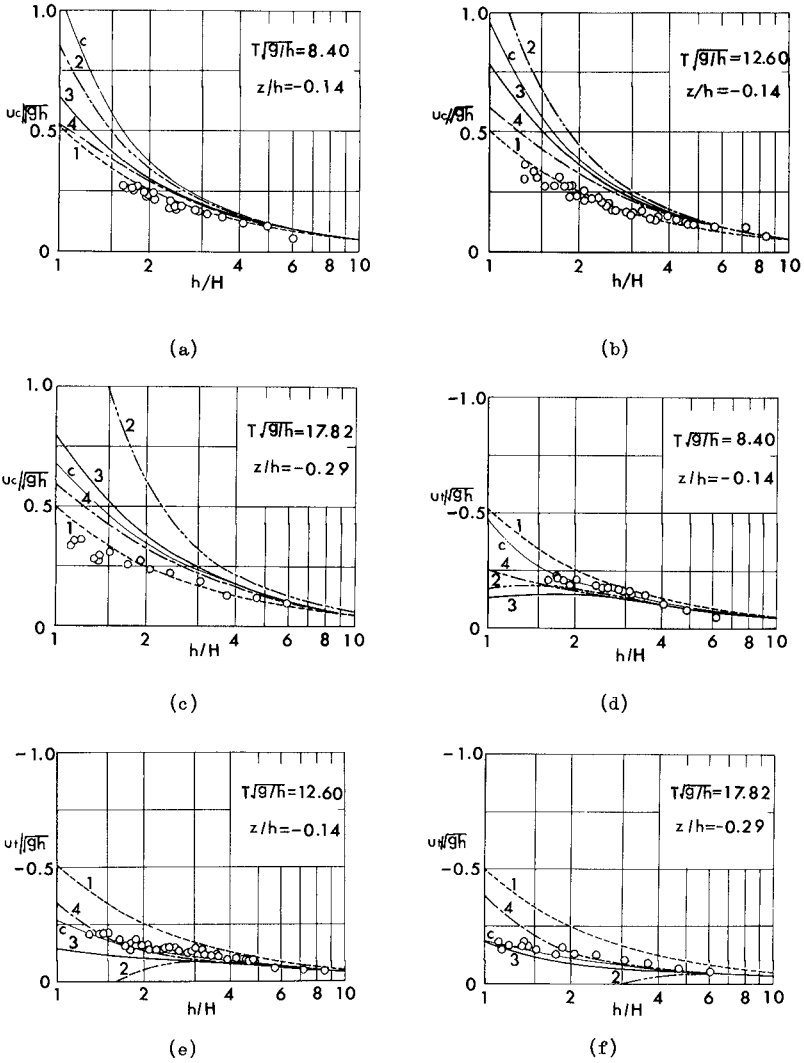 1.0
c
2
T√g/h=8.40
z/h=-0.14
3
uc/√gh
0.5
4
1
0
1 2 4 6 8 10
h/H
(a)
1.0
2
c
T√g/h=12.60
z/h=-0.14
3
uc/√gh
0.5
4
1
0
1 2 4 6 8 10
h/H
(b)
1.0
2
T√g/h=17.82
z/h=-0.29
3
c
uc/√gh
4
0.5
1
0
1 2 4 6 8 10
h/H
(c)
-1.0
T√g/h=8.40
z/h=-0.14
ut/√gh
-0.5
1
c
4
2
3
0
1 2 4 6 8 10
h/H
(d)
-1.0
T√g/h=12.60
z/h=-0.14
ut/√gh
-0.5
1
4
c
3
2
0
1 2 4 6 8 10
h/H
(e)
-1.0
T√g/h=17.82
z/h=-0.29
ut/√gh
-0.5
1
4
c
3
2
0
1 2 4 6 8 10
h/H
(f)